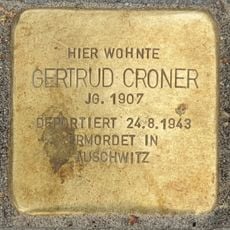 HIER WOHNTE
GERTRUD CRONER
JG. 1907
DEPORTIERT 24.8.1943
ERMORDET IN
AUSCHWITZ